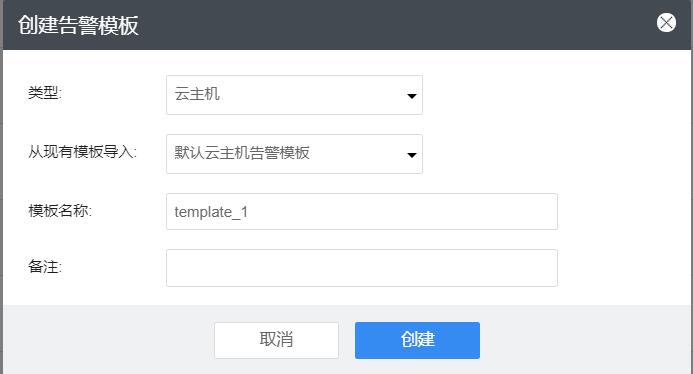 创建告警模板
类型: 云主机
从现有模板导入: 默认云主机告警模板
模板名称: template_1
备注:
取消 创建